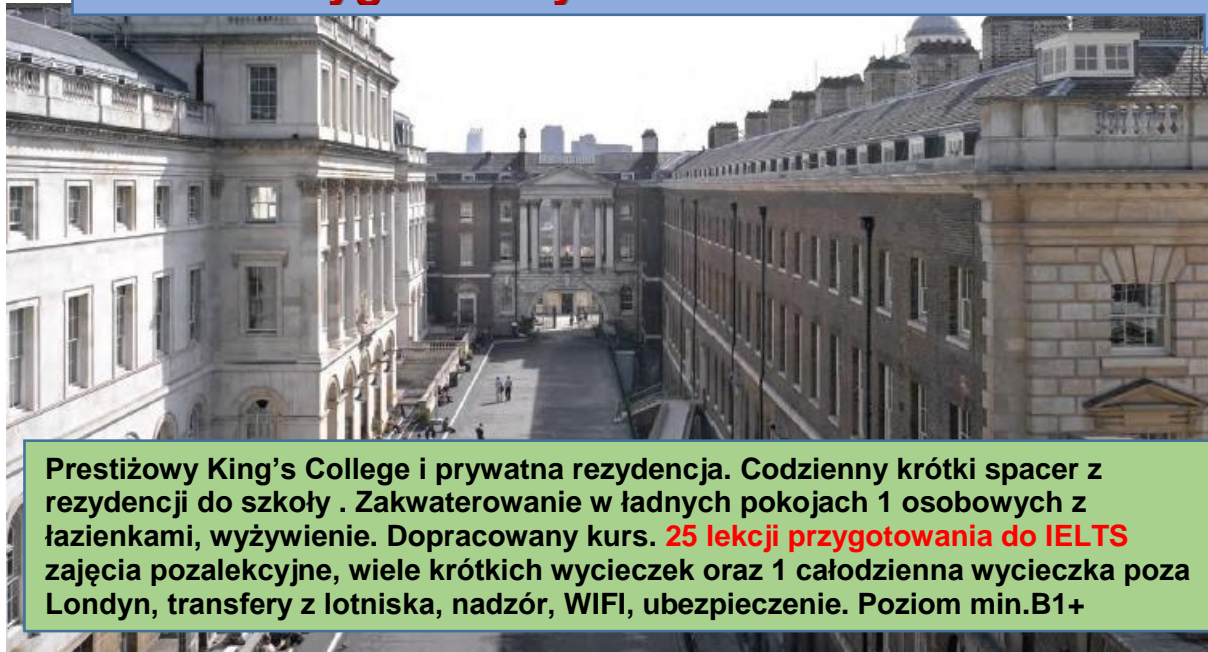 Prestiżowy King's College i prywatna rezydencja. Codzienny krótki spacer z
rezydencji do szkoły . Zakwaterowanie w ładnych pokojach 1 osobowych z
łazienkami, wyżywienie. Dopracowany kurs. 25 lekcji przygotowania do IELTS
zajęcia pozalekcyjne, wiele krótkich wycieczek oraz 1 całodzienna wycieczka poza
Londyn, transfery z lotniska, nadzór, WIFI, ubezpieczenie. Poziom min.B1+